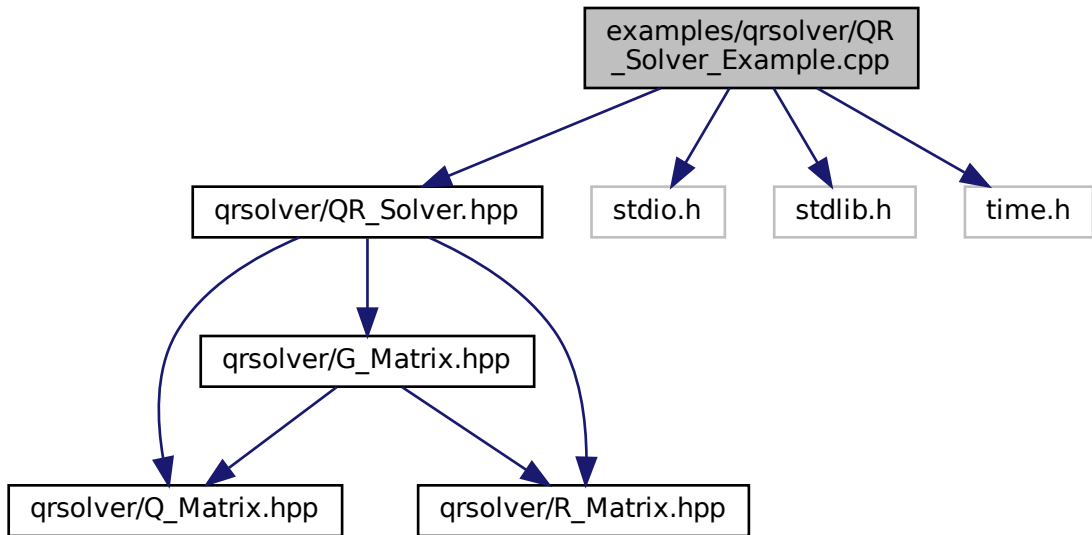 examples/qrsolver/QR
_Solver_Example.cpp
qrsolver/QR_Solver.hpp
stdio.h
stdlib.h
time.h
qrsolver/G_Matrix.hpp
qrsolver/Q_Matrix.hpp
qrsolver/R_Matrix.hpp